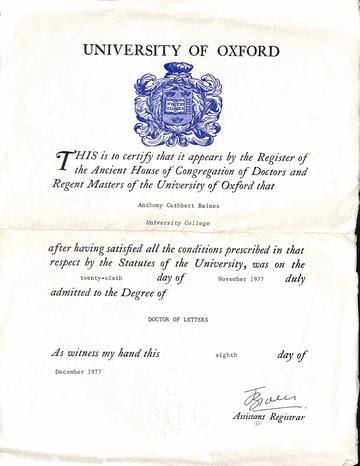 UNIVERSITY OF OXFORD
THIS is to certify that it appears by the Register of
the Ancient House of Congregation of Doctors and
Regent Masters of the University of Oxford that
Anthony Cuthbert Baines
University College
after having satisfied all the conditions prescribed in that
respect by the Statutes of the University, was on the
twenty-sixth day of November 1977 duly
admitted to the Degree of
DOCTOR OF LETTERS
As witness my hand this eighth day of
December 1977
Assistant Registrar